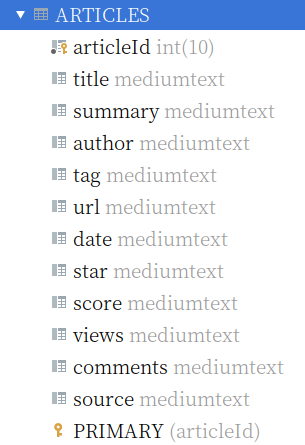 ARTICLES
articleId int(10)
title mediumtext
summary mediumtext
author mediumtext
tag mediumtext
url mediumtext
date mediumtext
star mediumtext
score mediumtext
views mediumtext
comments mediumtext
source mediumtext
PRIMARY (articleId)